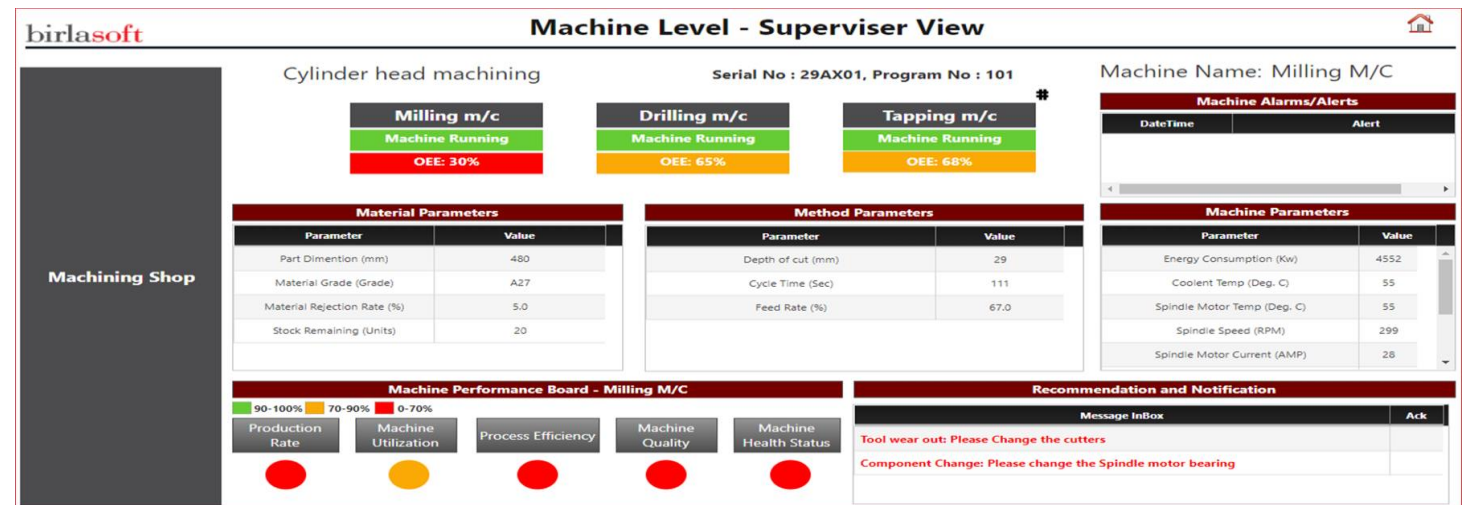 birlasoft
Machine Level - Superviser View
Machining Shop
Cylinder head machining
Serial No : 29AX01, Program No : 101
Machine Name: Milling M/C
#
Milling m/c
Machine Running
OEE: 30%
Drilling m/c
Machine Running
OEE: 65%
Tapping m/c
Machine Running
OEE: 68%
Machine Alarms/Alerts
DateTime Alert
Material Parameters
Parameter Value
Part Dimention (mm) 480
Material Grade (Grade) A27
Material Rejection Rate (%) 5.0
Stock Remaining (Units) 20
Method Parameters
Parameter Value
Depth of cut (mm) 29
Cycle Time (Sec) 111
Feed Rate (%) 67.0
Machine Parameters
Parameter Value
Energy Consumption (Kw) 4552
Coolent Temp (Deg. C) 55
Spindle Motor Temp (Deg. C) 55
Spindle Speed (RPM) 299
Spindle Motor Current (AMP) 28
Machine Performance Board - Milling M/C
90-100% 70-90% 0-70%
Production
Rate
Machine
Utilization
Process Efficiency
Machine
Quality
Machine
Health Status
Recommendation and Notification
Message InBox Ack
Tool wear out: Please Change the cutters
Component Change: Please change the Spindle motor bearing